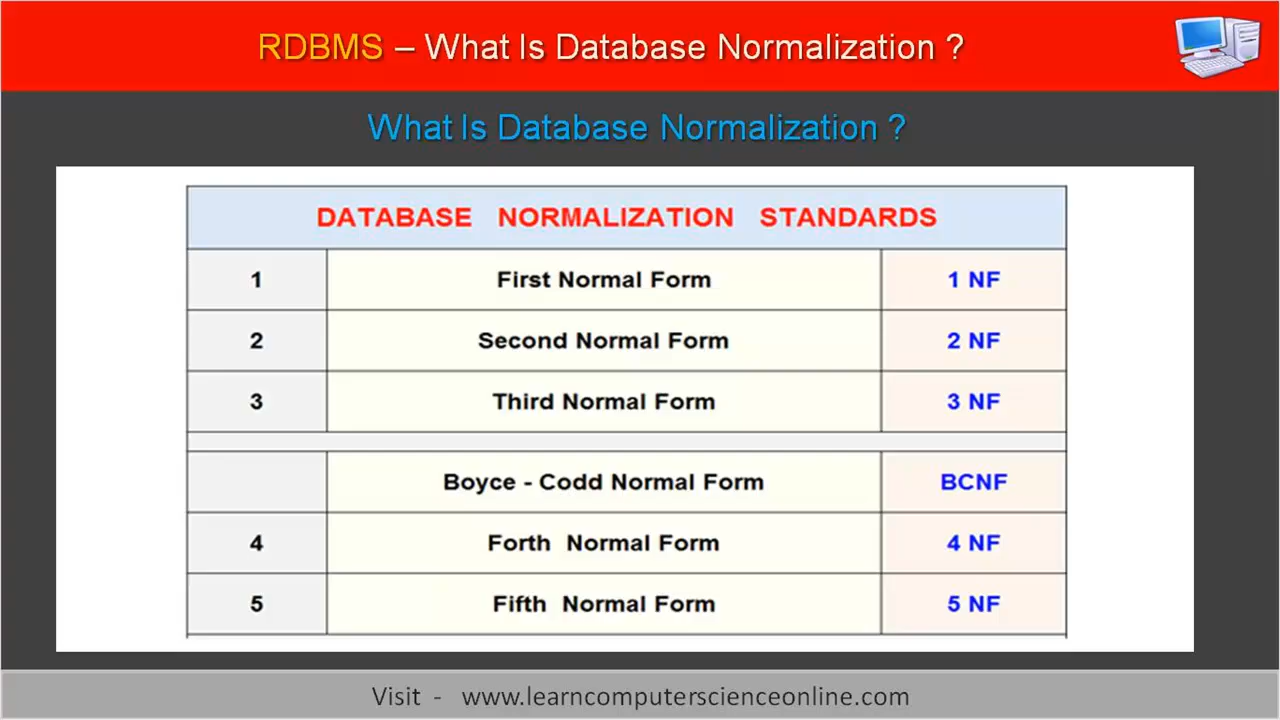 RDBMS – What Is Database Normalization ?
What Is Database Normalization ?
DATABASE NORMALIZATION STANDARDS
1 First Normal Form 1 NF
2 Second Normal Form 2 NF
3 Third Normal Form 3 NF
Boyce - Codd Normal Form BCNF
4 Forth Normal Form 4 NF
5 Fifth Normal Form 5 NF
Visit - www.learncomputerscienceonline.com